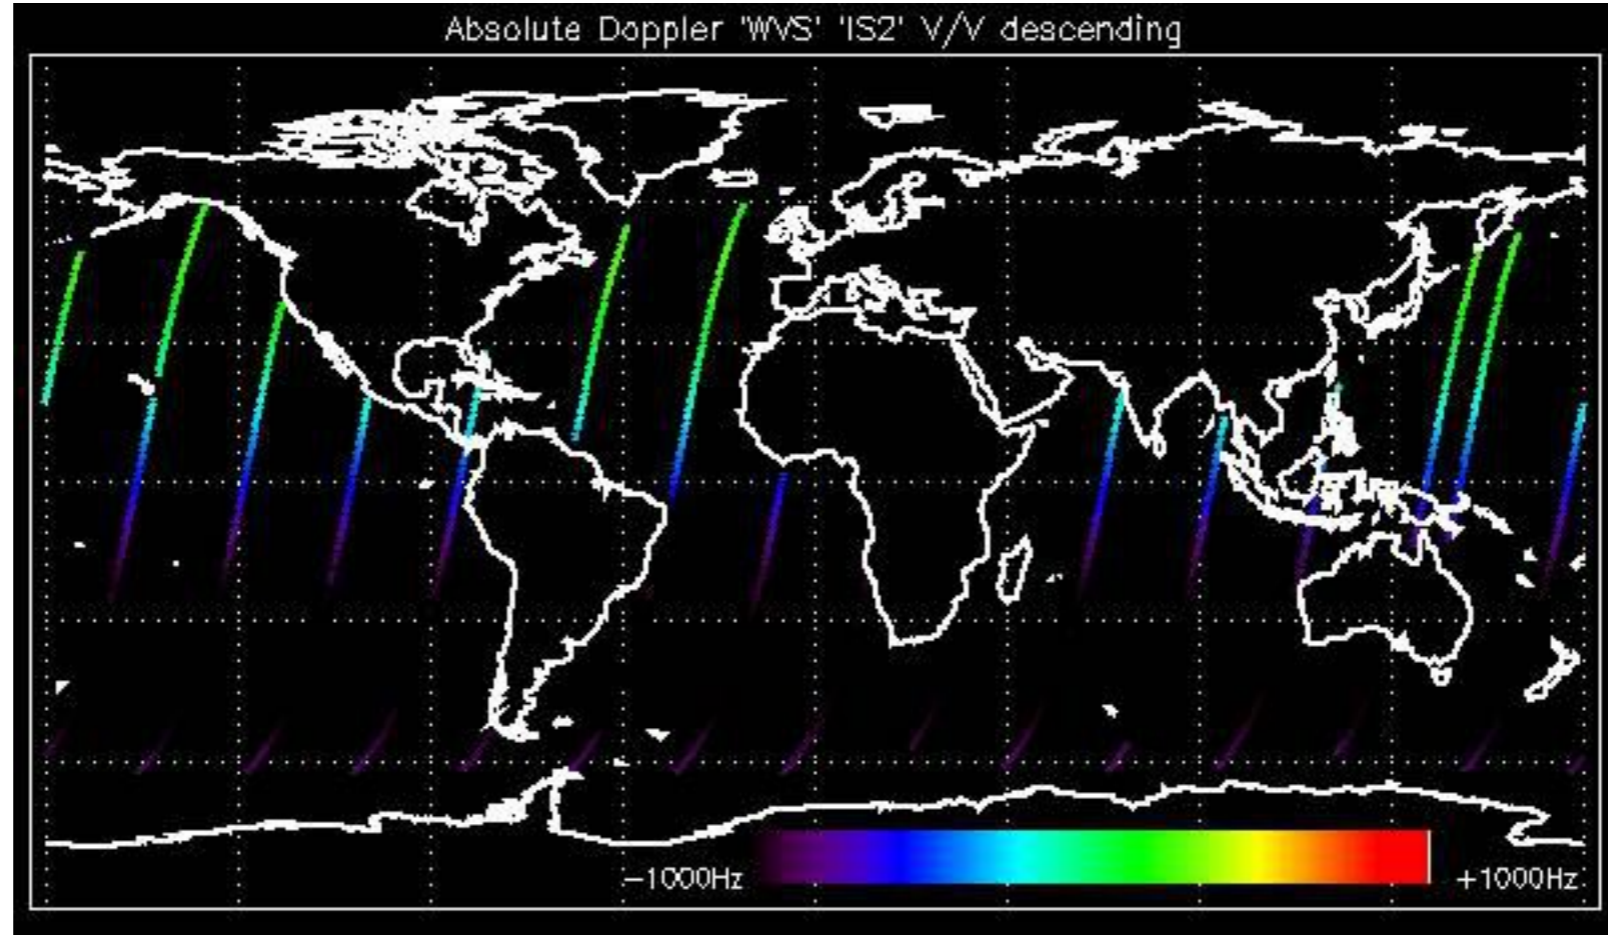 Absolute Doppler 'WVS' 'IS2' V/V descending
-1000Hz
+1000Hz